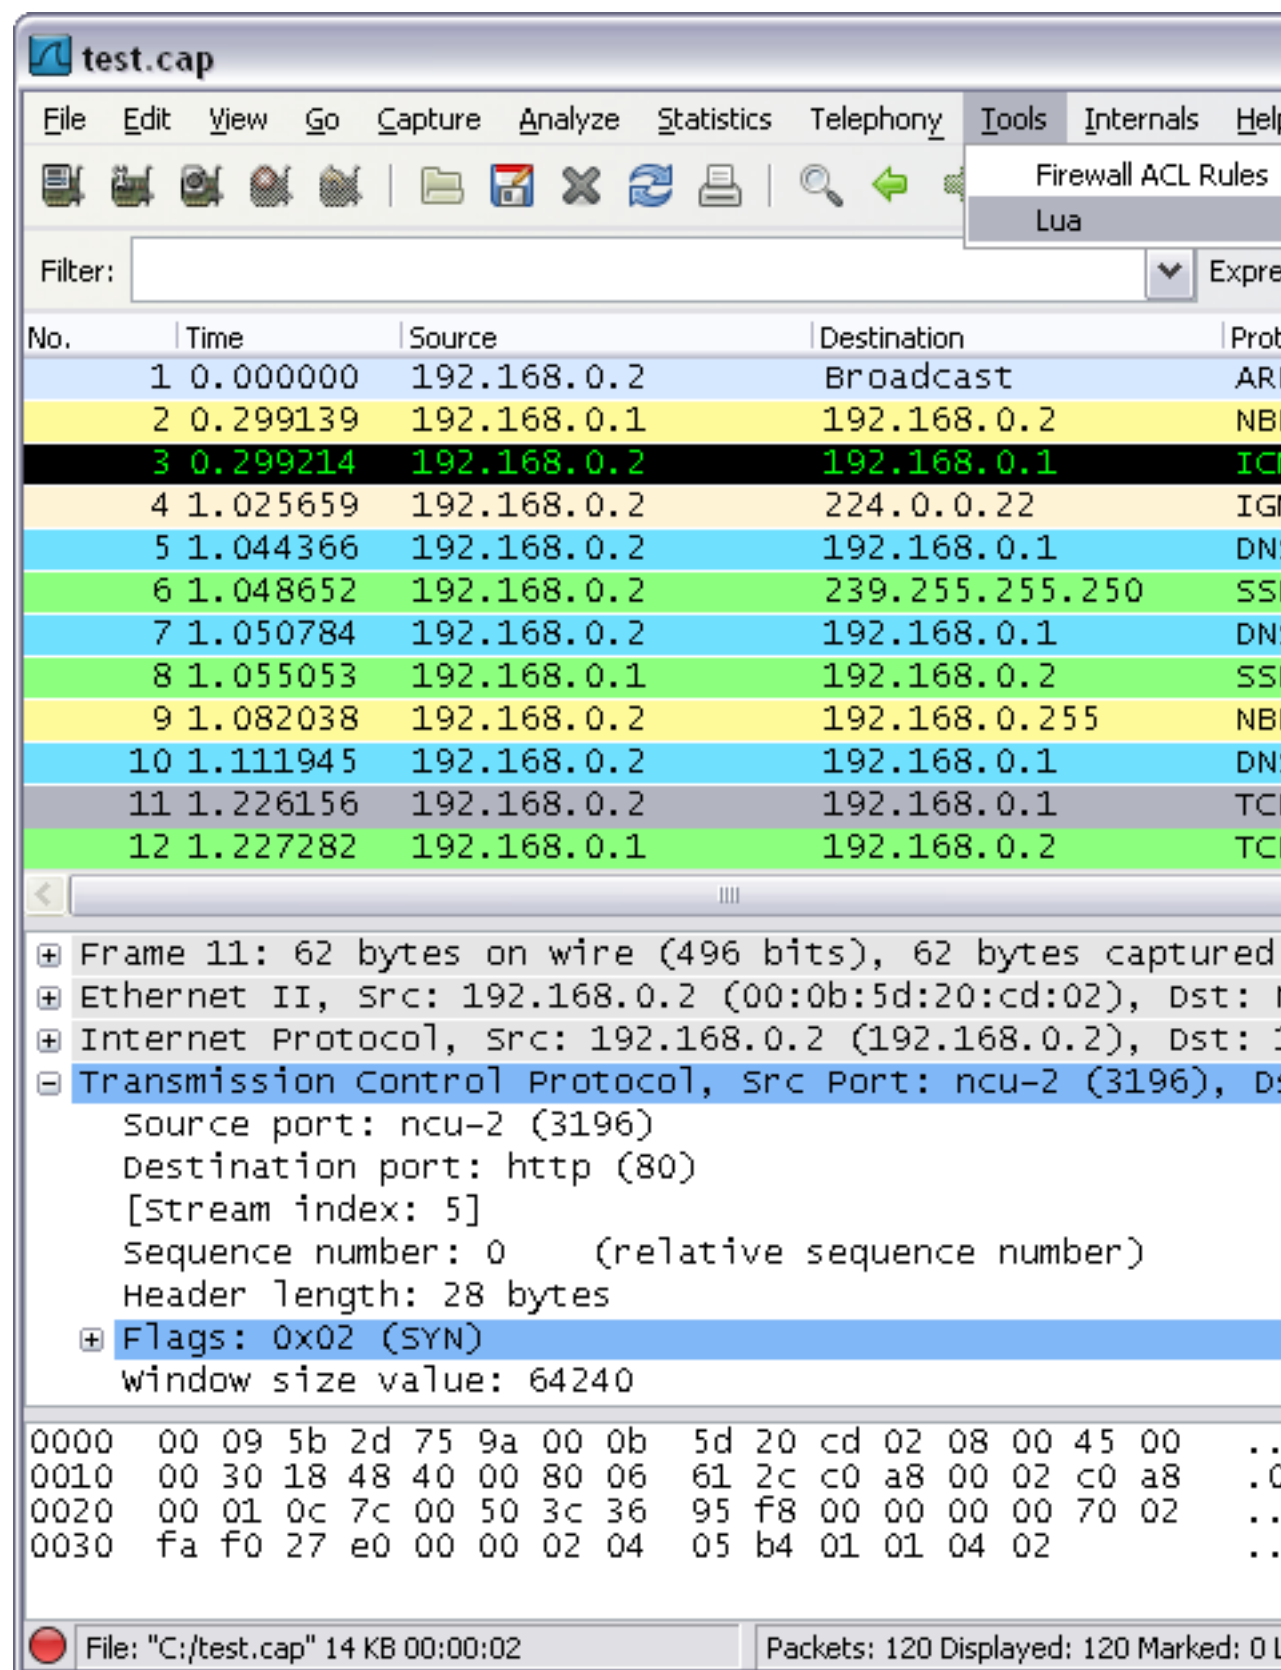 test.cap
File Edit View Go Capture Analyze Statistics Telephony Tools Internals Help
Firewall ACL Rules
Lua
Filter:
No. Time Source Destination
1 0.000000 192.168.0.2 Broadcast
2 0.299139 192.168.0.1 192.168.0.2
3 0.299214 192.168.0.2 192.168.0.1
4 1.025659 192.168.0.2 224.0.0.22
5 1.044366 192.168.0.2 192.168.0.1
6 1.048652 192.168.0.2 239.255.255.250
7 1.050784 192.168.0.2 192.168.0.1
8 1.055053 192.168.0.1 192.168.0.2
9 1.082038 192.168.0.2 192.168.0.255
10 1.111945 192.168.0.2 192.168.0.1
11 1.226156 192.168.0.2 192.168.0.1
12 1.227282 192.168.0.1 192.168.0.2
Frame 11: 62 bytes on wire (496 bits), 62 bytes captured
Ethernet II, Src: 192.168.0.2 (00:0b:5d:20:cd:02), Dst:
Internet Protocol, Src: 192.168.0.2 (192.168.0.2), Dst:
Transmission Control Protocol, Src Port: ncu-2 (3196),
Source port: ncu-2 (3196)
Destination port: http (80)
[Stream index: 5]
Sequence number: 0 (relative sequence number)
Header length: 28 bytes
Flags: 0x02 (SYN)
Window size value: 64240
0000 00 09 5b 2d 75 9a 00 0b 5d 20 cd 02 08 00 45 00 ..
0010 00 30 18 48 40 00 80 06 61 2c c0 a8 00 02 c0 a8 .0
0020 00 01 0c 7c 00 50 3c 36 95 f8 00 00 00 00 70 02 ..
0030 fa f0 27 e0 00 00 02 04 05 b4 01 01 04 02 ..
File: "C:/test.cap" 14 KB 00:00:02
Packets: 120 Displayed: 120 Marked: 0